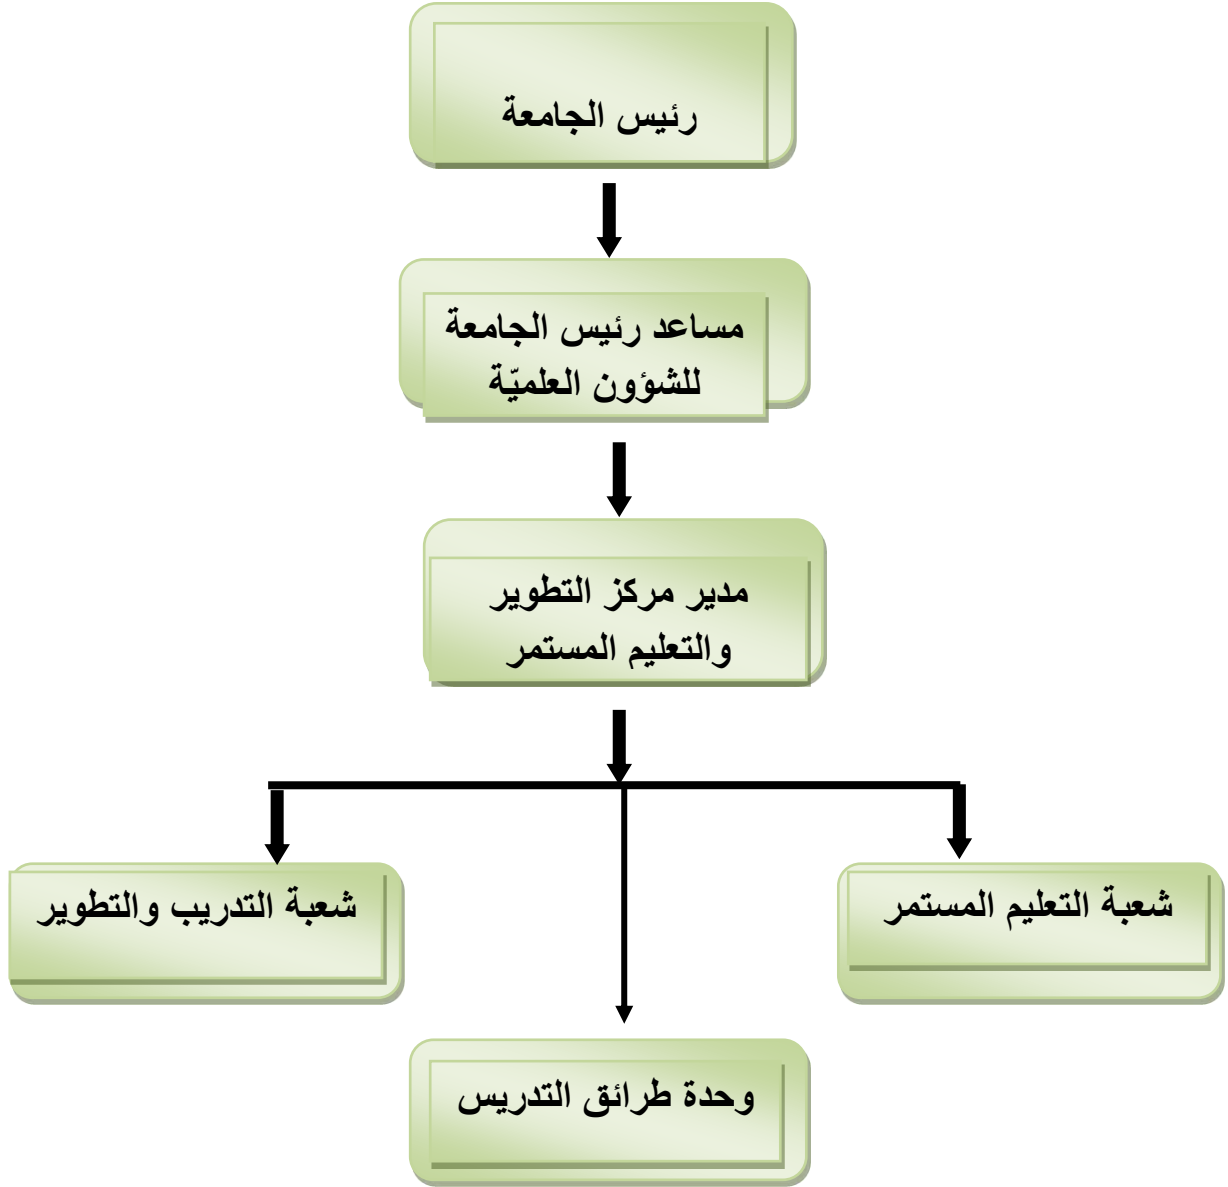 رئيس الجامعة
مساعد رئيس الجامعة
للشؤون العلميّة
مدير مركز التطوير
والتعليم المستمر
شعبة التعليم المستمر
شعبة التدريب والتطوير
وحدة طرائق التدريس